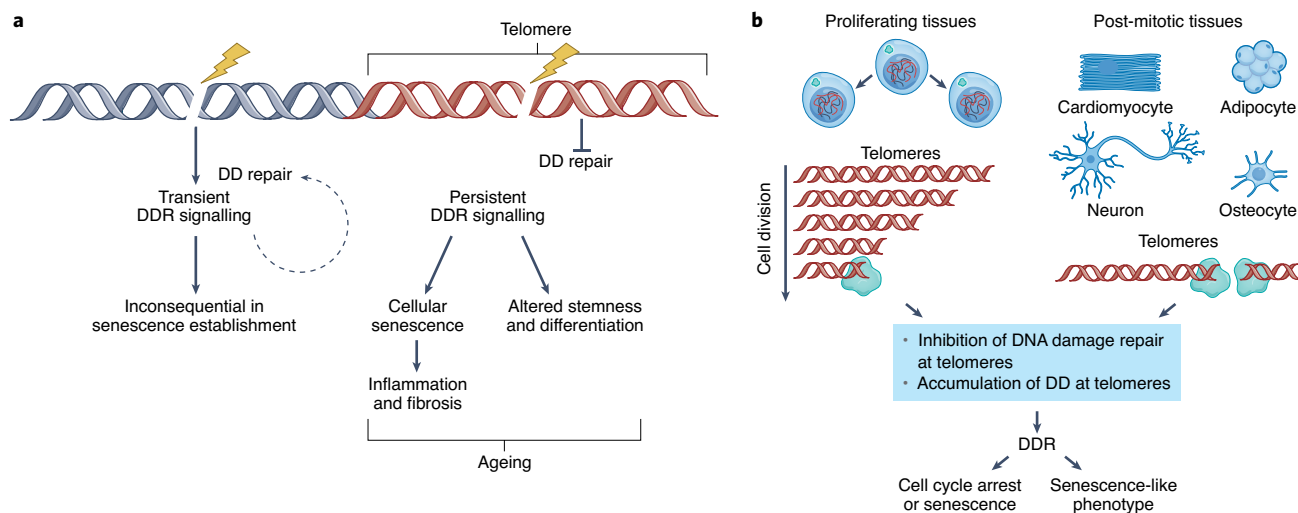 a
Telomere
DD repair
DD repair
Transient
DDR signalling
Persistent
DDR signalling
Inconsequential in
senescence establishment
Cellular
senescence
Altered stemness
and differentiation
Inflammation
and fibrosis
Ageing
b
Proliferating tissues
Post-mitotic tissues
Cardiomyocyte
Adipocyte
Neuron
Osteocyte
Telomeres
Cell division
Telomeres
• Inhibition of DNA damage repair
at telomeres
• Accumulation of DD at telomeres
DDR
Cell cycle arrest
or senescence
Senescence-like
phenotype